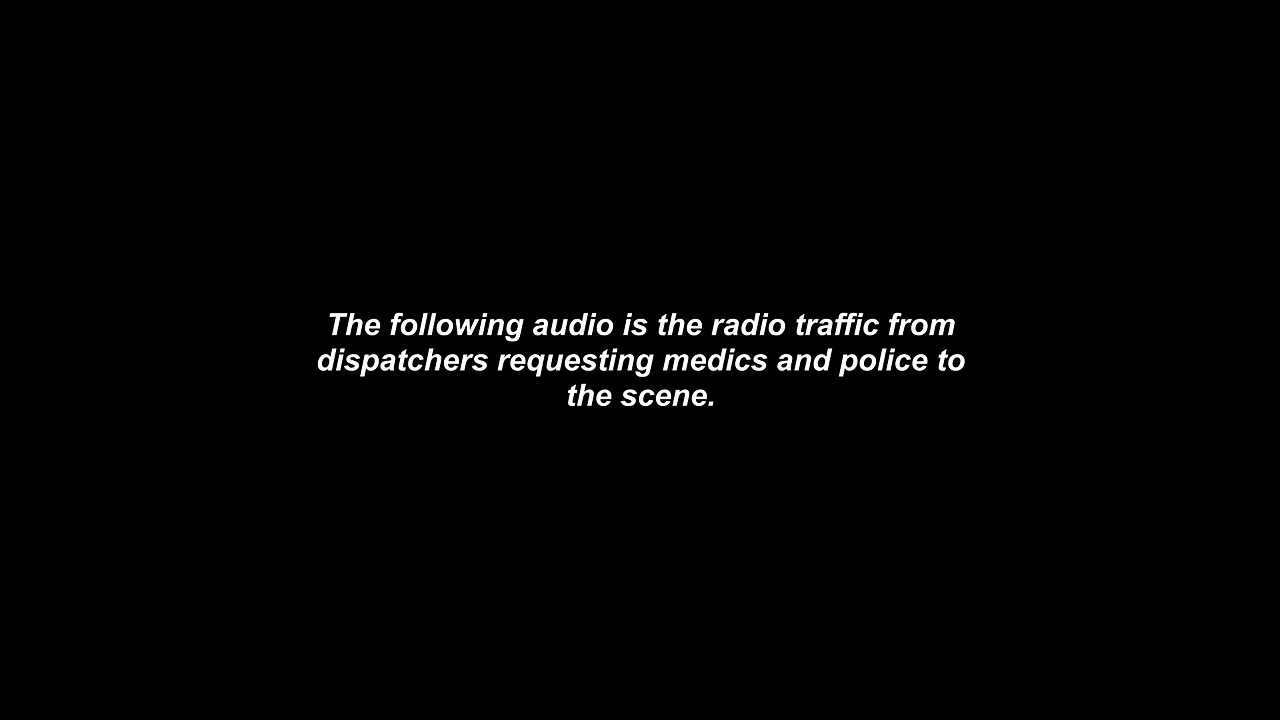 The following audio is the radio traffic from
dispatchers requesting medics and police to
the scene.